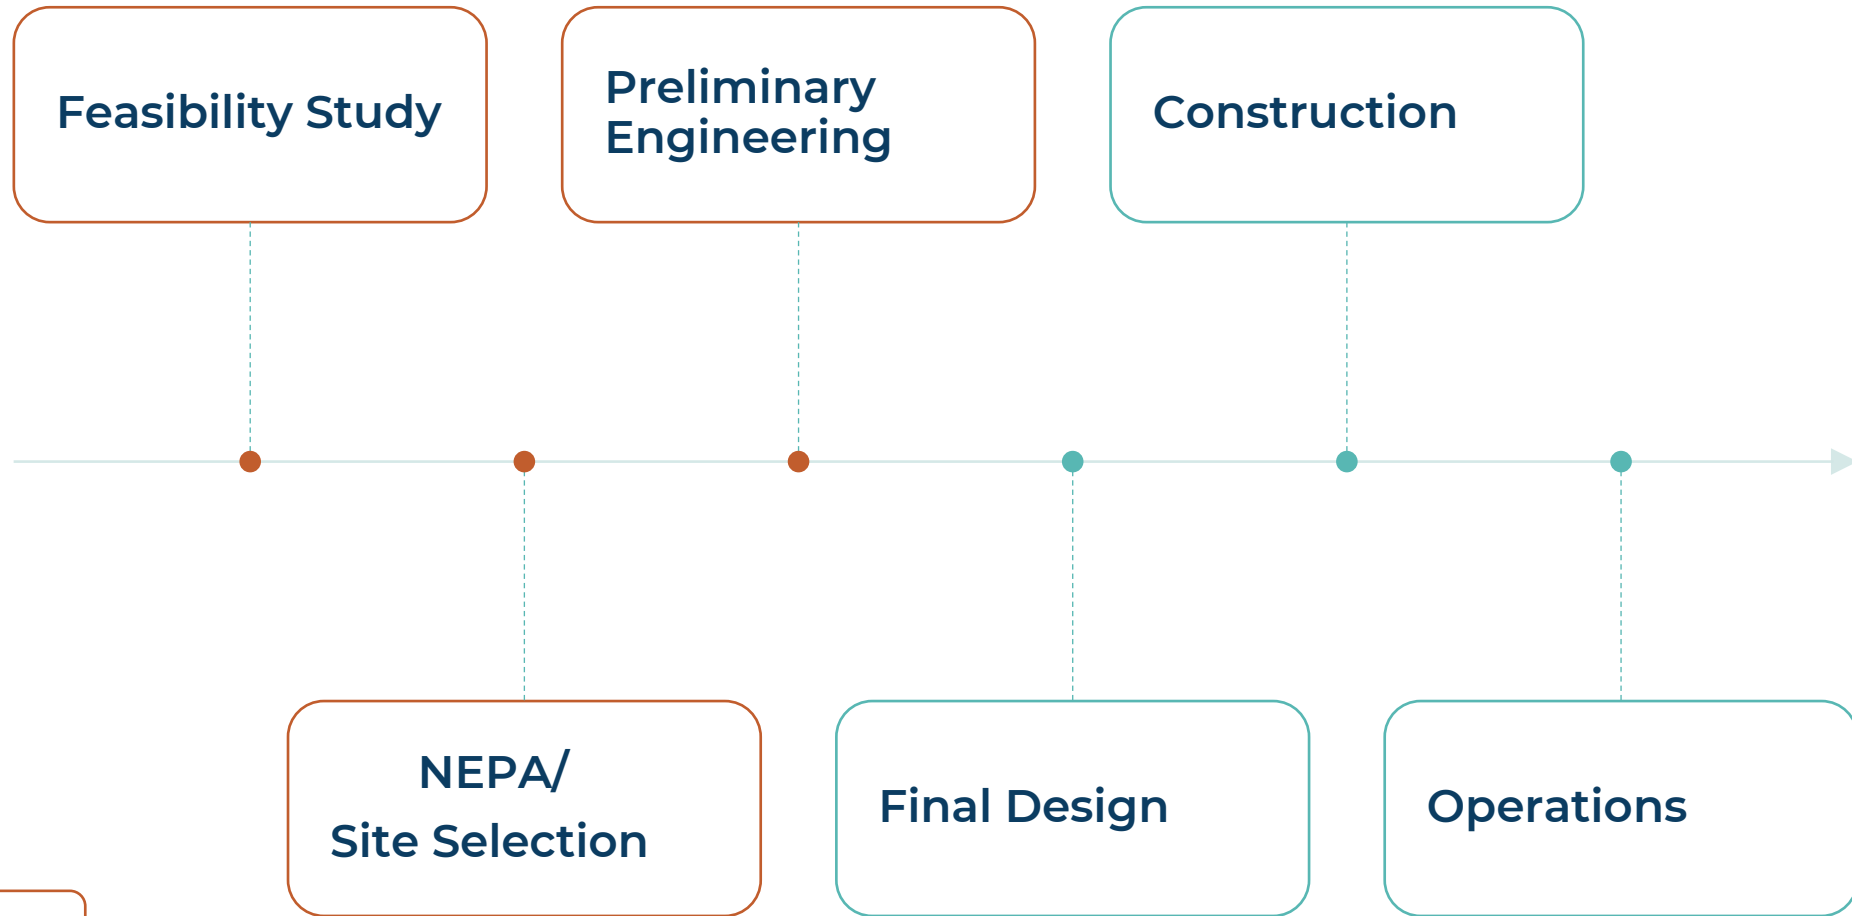 Feasibility Study
Preliminary
Engineering
Construction
NEPA/
Site Selection
Final Design
Operations